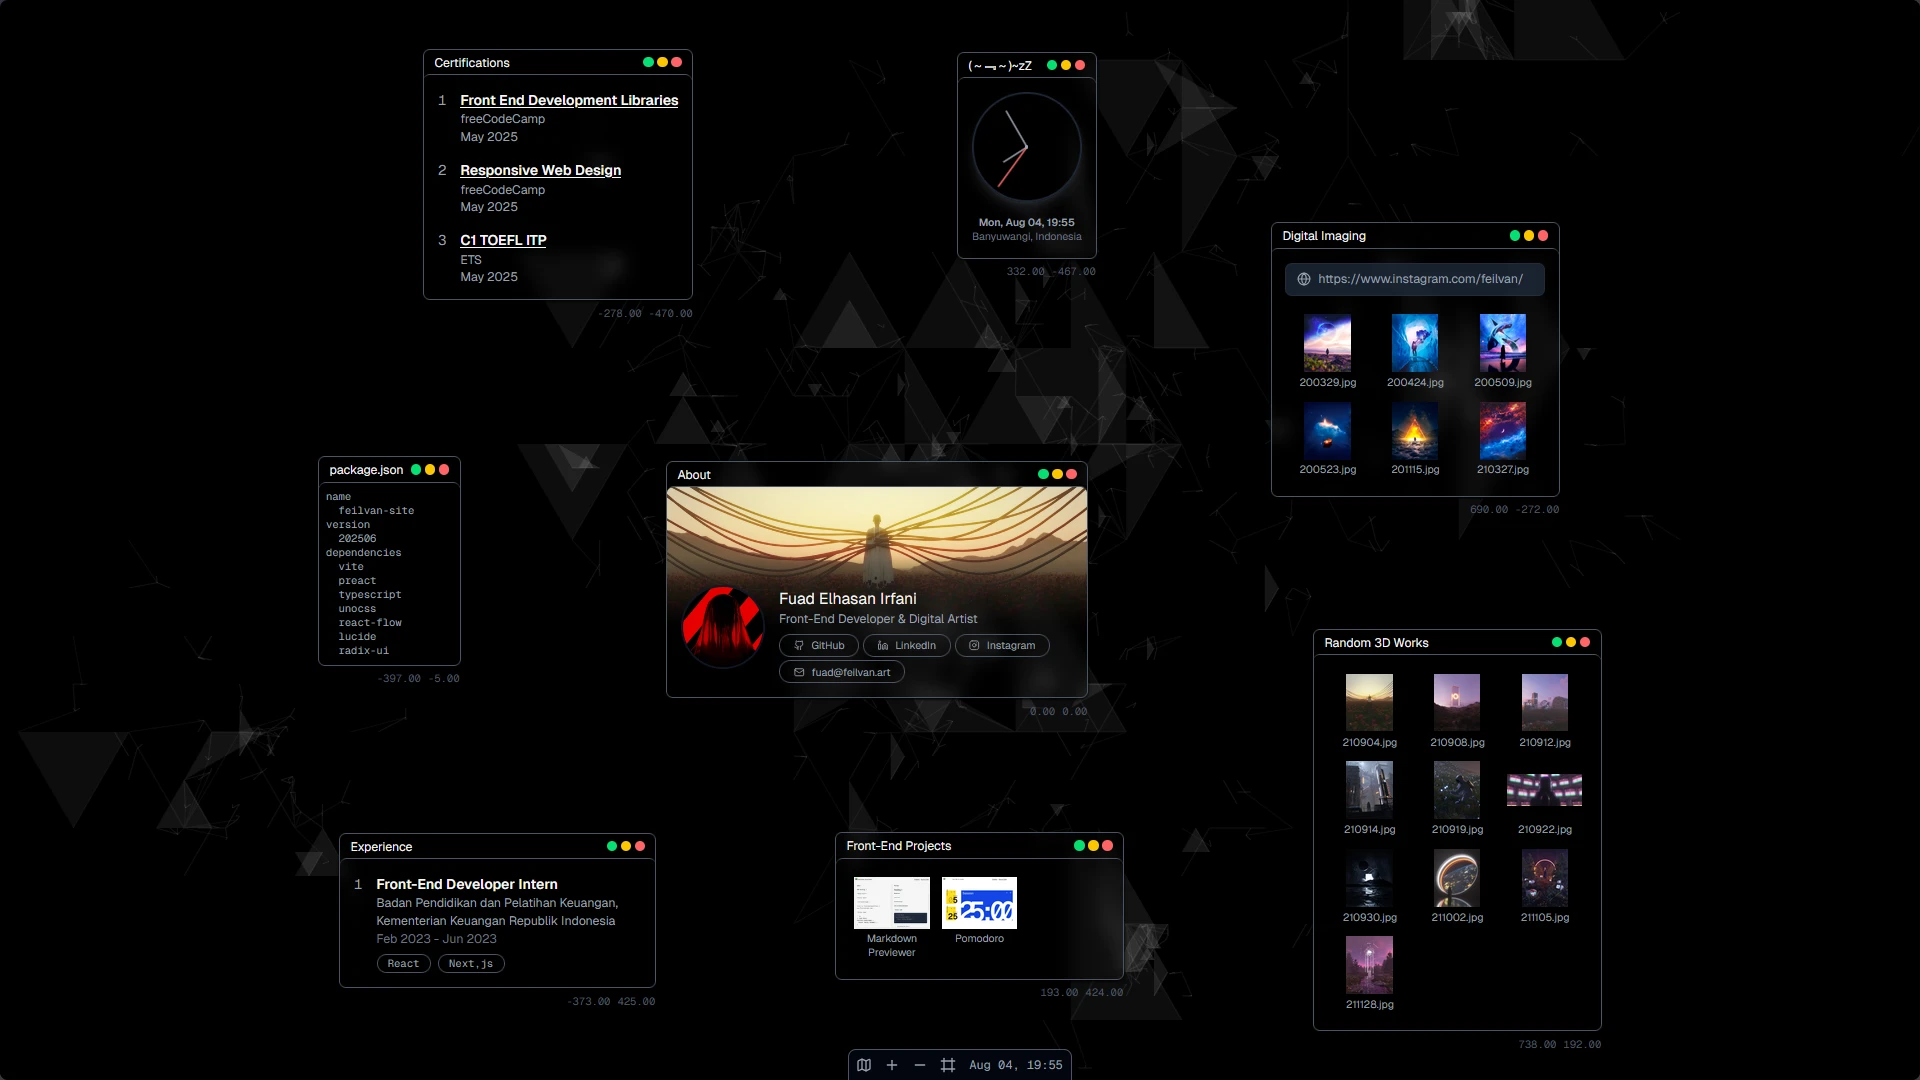 Certifications
1 Front End Development Libraries
freeCodeCamp
May 2025
2 Responsive Web Design
freeCodeCamp
May 2025
3 C1 TOEFL ITP
ETS
May 2025
-278.00 -470.00
Mon, Aug 04, 19:55
Banyuwangi, Indonesia
332.00 -467.00
Digital Imaging
https://www.instagram.com/feilvan/
200329.jpg 200424.jpg 200509.jpg
200523.jpg 201115.jpg 210327.jpg
690.00 -272.00
package.json
name
feilvan-site
version
202506
dependencies
vite
preact
typescript
unocss
react-flow
lucide
radix-ui
-397.00 -5.00
About
Fuad Elhasan Irfani
Front-End Developer & Digital Artist
GitHub LinkedIn Instagram
fuad@feilvan.art
0.00 0.00
Random 3D Works
210904.jpg 210908.jpg 210912.jpg
210914.jpg 210919.jpg 210922.jpg
210930.jpg 211002.jpg 211105.jpg
211128.jpg
738.00 192.00
Experience
1 Front-End Developer Intern
Badan Pendidikan dan Pelatihan Keuangan,
Kementerian Keuangan Republik Indonesia
Feb 2023 - Jun 2023
React Next.js
-373.00 425.00
Front-End Projects
25:00
25
Markdown
Previewer
Pomodoro
193.00 424.00
Aug 04, 19:55